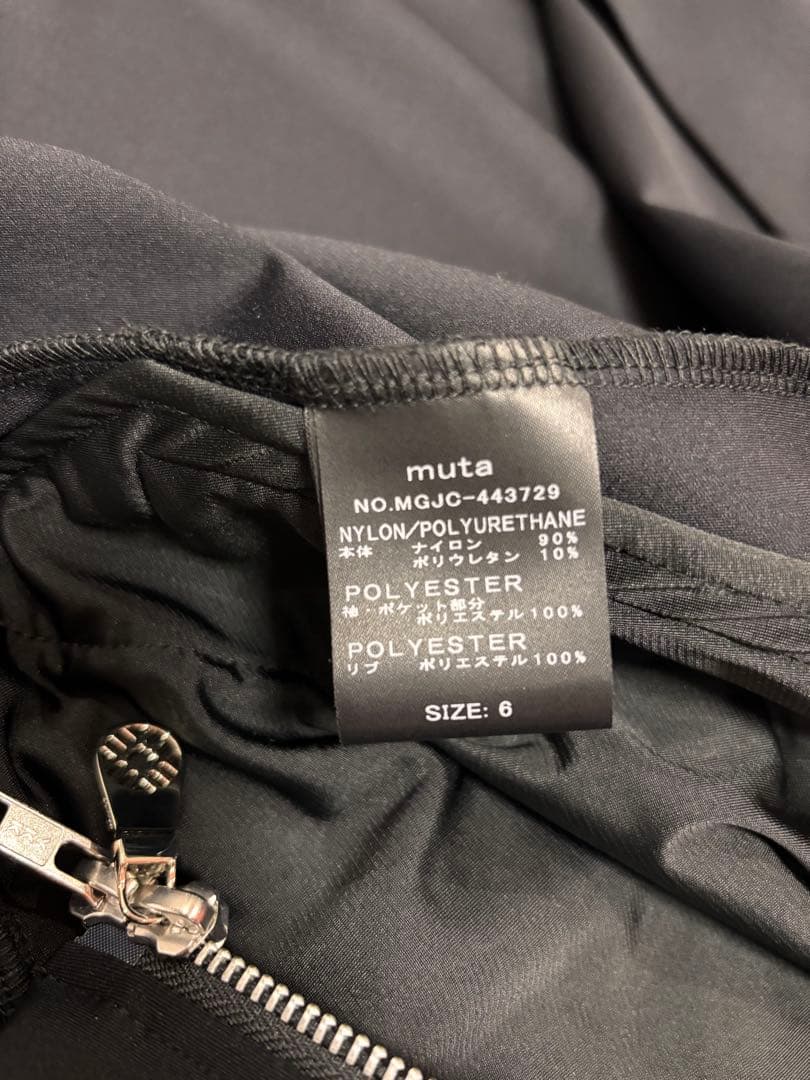 muta
NO.MGJC-443729
NYLON/POLYURETHANE
本体 ナイロン 90%
ポリウレタン 10%
POLYESTER
袖・ポケット部分
ポリエステル100%
POLYESTER
リブ ポリエステル100%
SIZE: 6